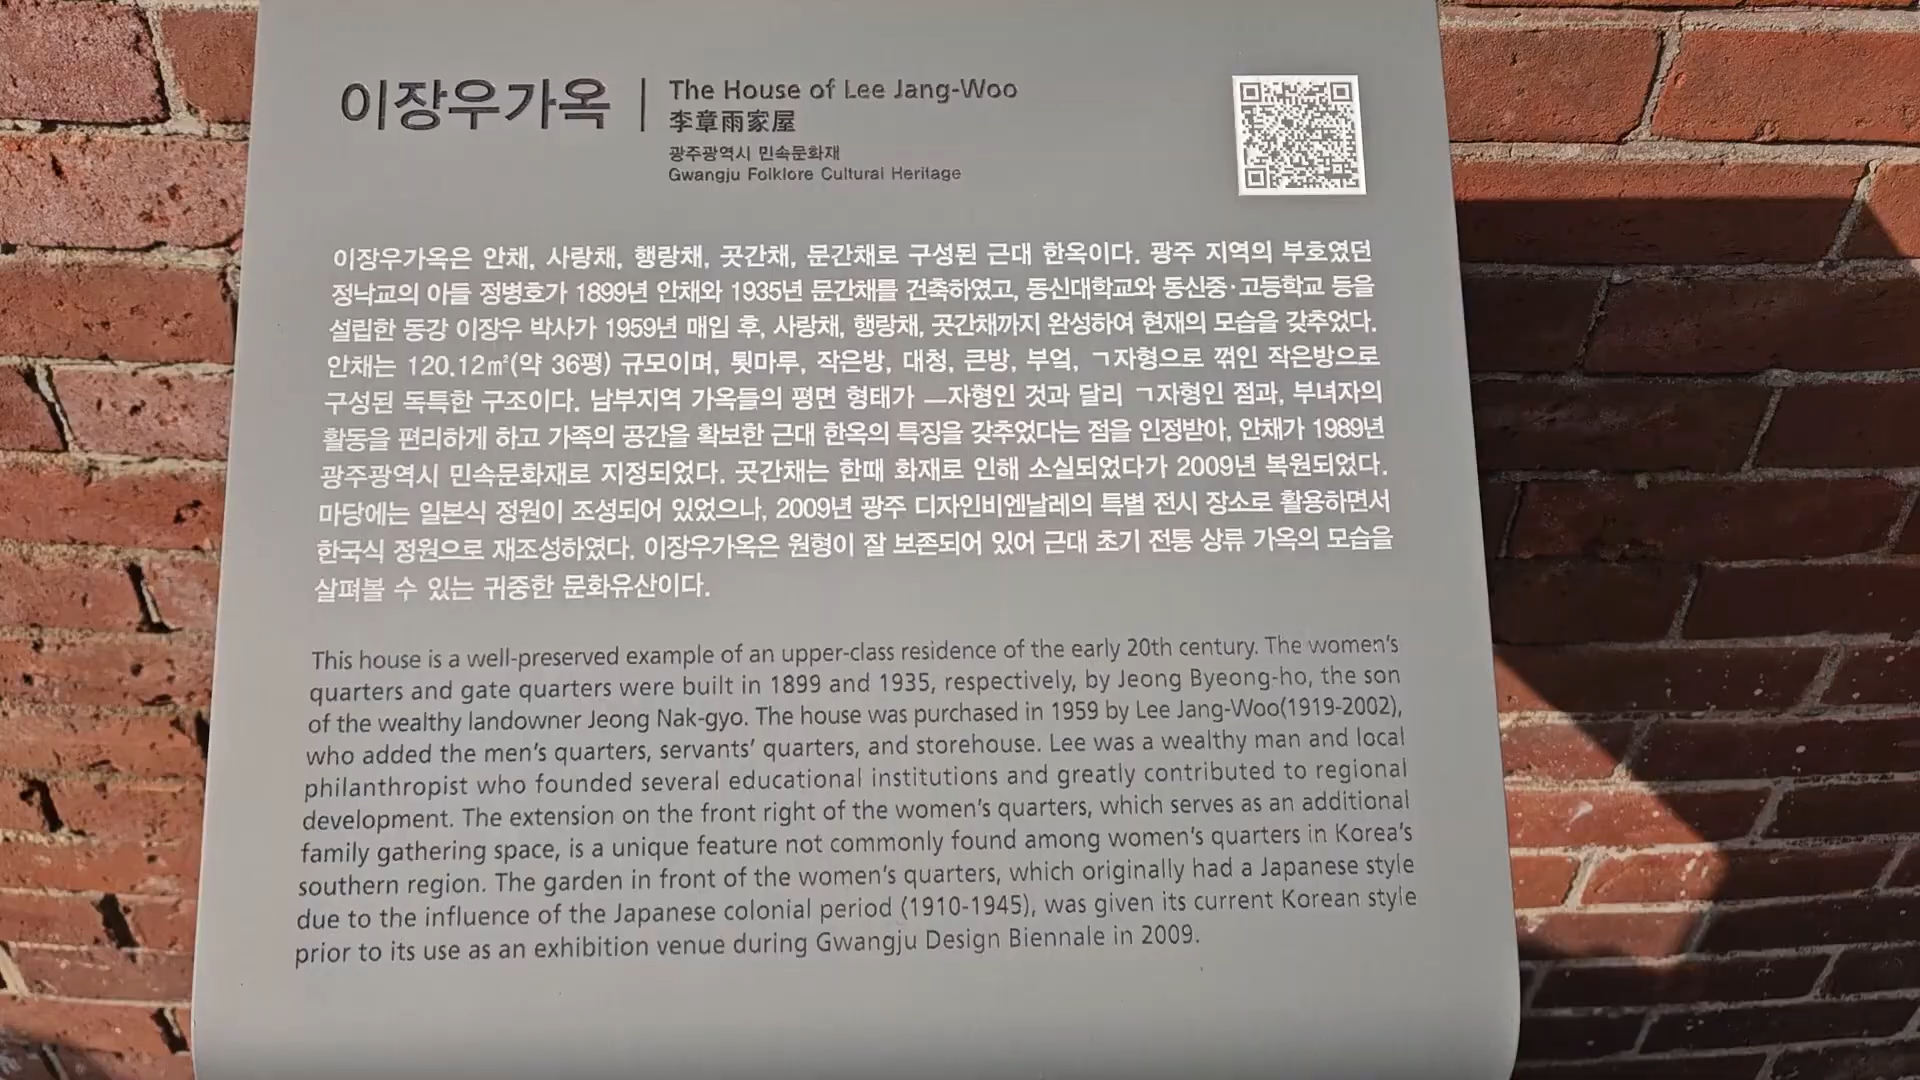 이장우가옥
The House of Lee Jang-Woo
李章雨家屋
광주광역시 민속문화재
Gwangju Folklore Cultural Heritage
이장우가옥은 안채, 사랑채, 행랑채, 곳간채, 문간채로 구성된 근대 한옥이다. 광주 지역의 부호였던
정낙교의 아들 정병호가 1899년 안채와 1935년 문간채를 건축하였고, 동신대학교와 동신중·고등학교 등을
설립한 동강 이장우 박사가 1959년 매입 후, 사랑채, 행랑채, 곳간채까지 완성하여 현재의 모습을 갖추었다.
안채는 120.12㎡(약 36평) 규모이며, 툇마루, 작은방, 대청, 큰방, 부엌, ㄱ자형으로 꺾인 작은방으로
구성된 독특한 구조이다. 남부지역 가옥들의 평면 형태가 ㅡ자형인 것과 달리 ㄱ자형인 점과, 부녀자의
활동을 편리하게 하고 가족의 공간을 확보한 근대 한옥의 특징을 갖추었다는 점을 인정받아, 안채가 1989년
광주광역시 민속문화재로 지정되었다. 곳간채는 한때 화재로 인해 소실되었다가 2009년 복원되었다.
마당에는 일본식 정원이 조성되어 있었으나, 2009년 광주 디자인비엔날레의 특별 전시 장소로 활용하면서
한국식 정원으로 재조성하였다. 이장우가옥은 원형이 잘 보존되어 있어 근대 초기 전통 상류 가옥의 모습을
살펴볼 수 있는 귀중한 문화유산이다.
This house is a well-preserved example of an upper-class residence of the early 20th century. The women's
quarters and gate quarters were built in 1899 and 1935, respectively, by Jeong Byeong-ho, the son
of the wealthy landowner Jeong Nak-gyo. The house was purchased in 1959 by Lee Jang-Woo(1919-2002),
who added the men's quarters, servants' quarters, and storehouse. Lee was a wealthy man and local
philanthropist who founded several educational institutions and greatly contributed to regional
development. The extension on the front right of the women's quarters, which serves as an additional
family gathering space, is a unique feature not commonly found among women's quarters in Korea's
southern region. The garden in front of the women's quarters, which originally had a Japanese style
due to the influence of the Japanese colonial period (1910-1945), was given its current Korean style
prior to its use as an exhibition venue during Gwangju Design Biennale in 2009.